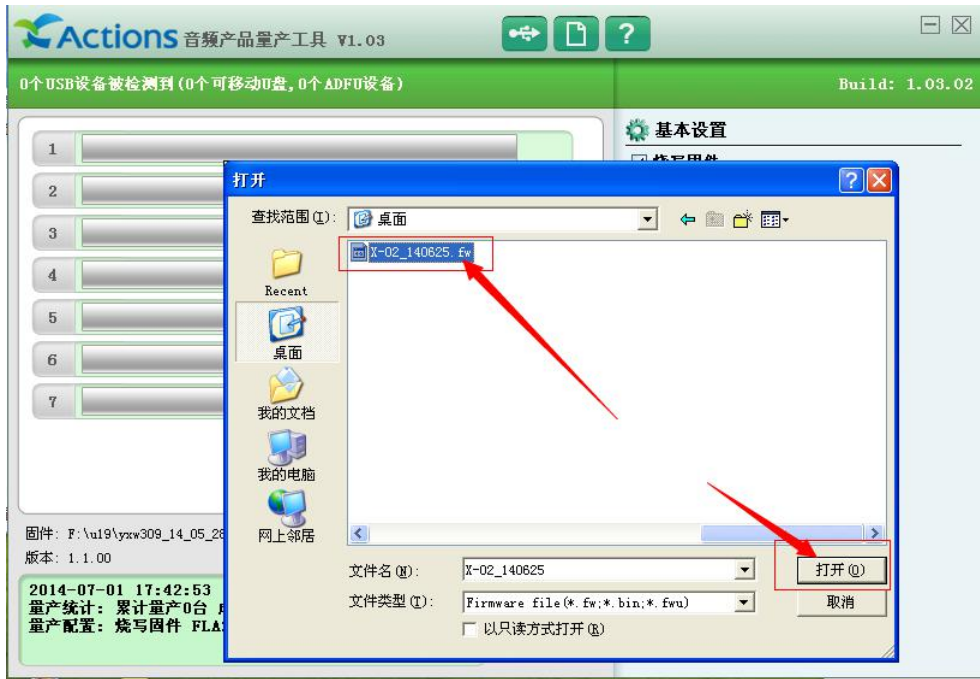 Actions 音频产品量产工具 V1.03
?
0个USB设备被检测到(0个可移动U盘,0个ADFU设备)
Build: 1.03.02
1
2
3
4
5
6
7
基本设置
烧写固件
打开
查找范围(I):
桌面
X-02_140625.fw
Recent
桌面
我的文档
我的电脑
网上邻居
文件名(N):
X-02_140625
打开(O)
文件类型(T):
Firmware file(*.fw;*.bin;*.fwu)
取消
以只读方式打开(R)
固件: F:\u19\yxw309_14_05_28
版本: 1.1.00
2014-07-01 17:42:53
量产统计: 累计量产0台
量产配置: 烧写固件 FLA